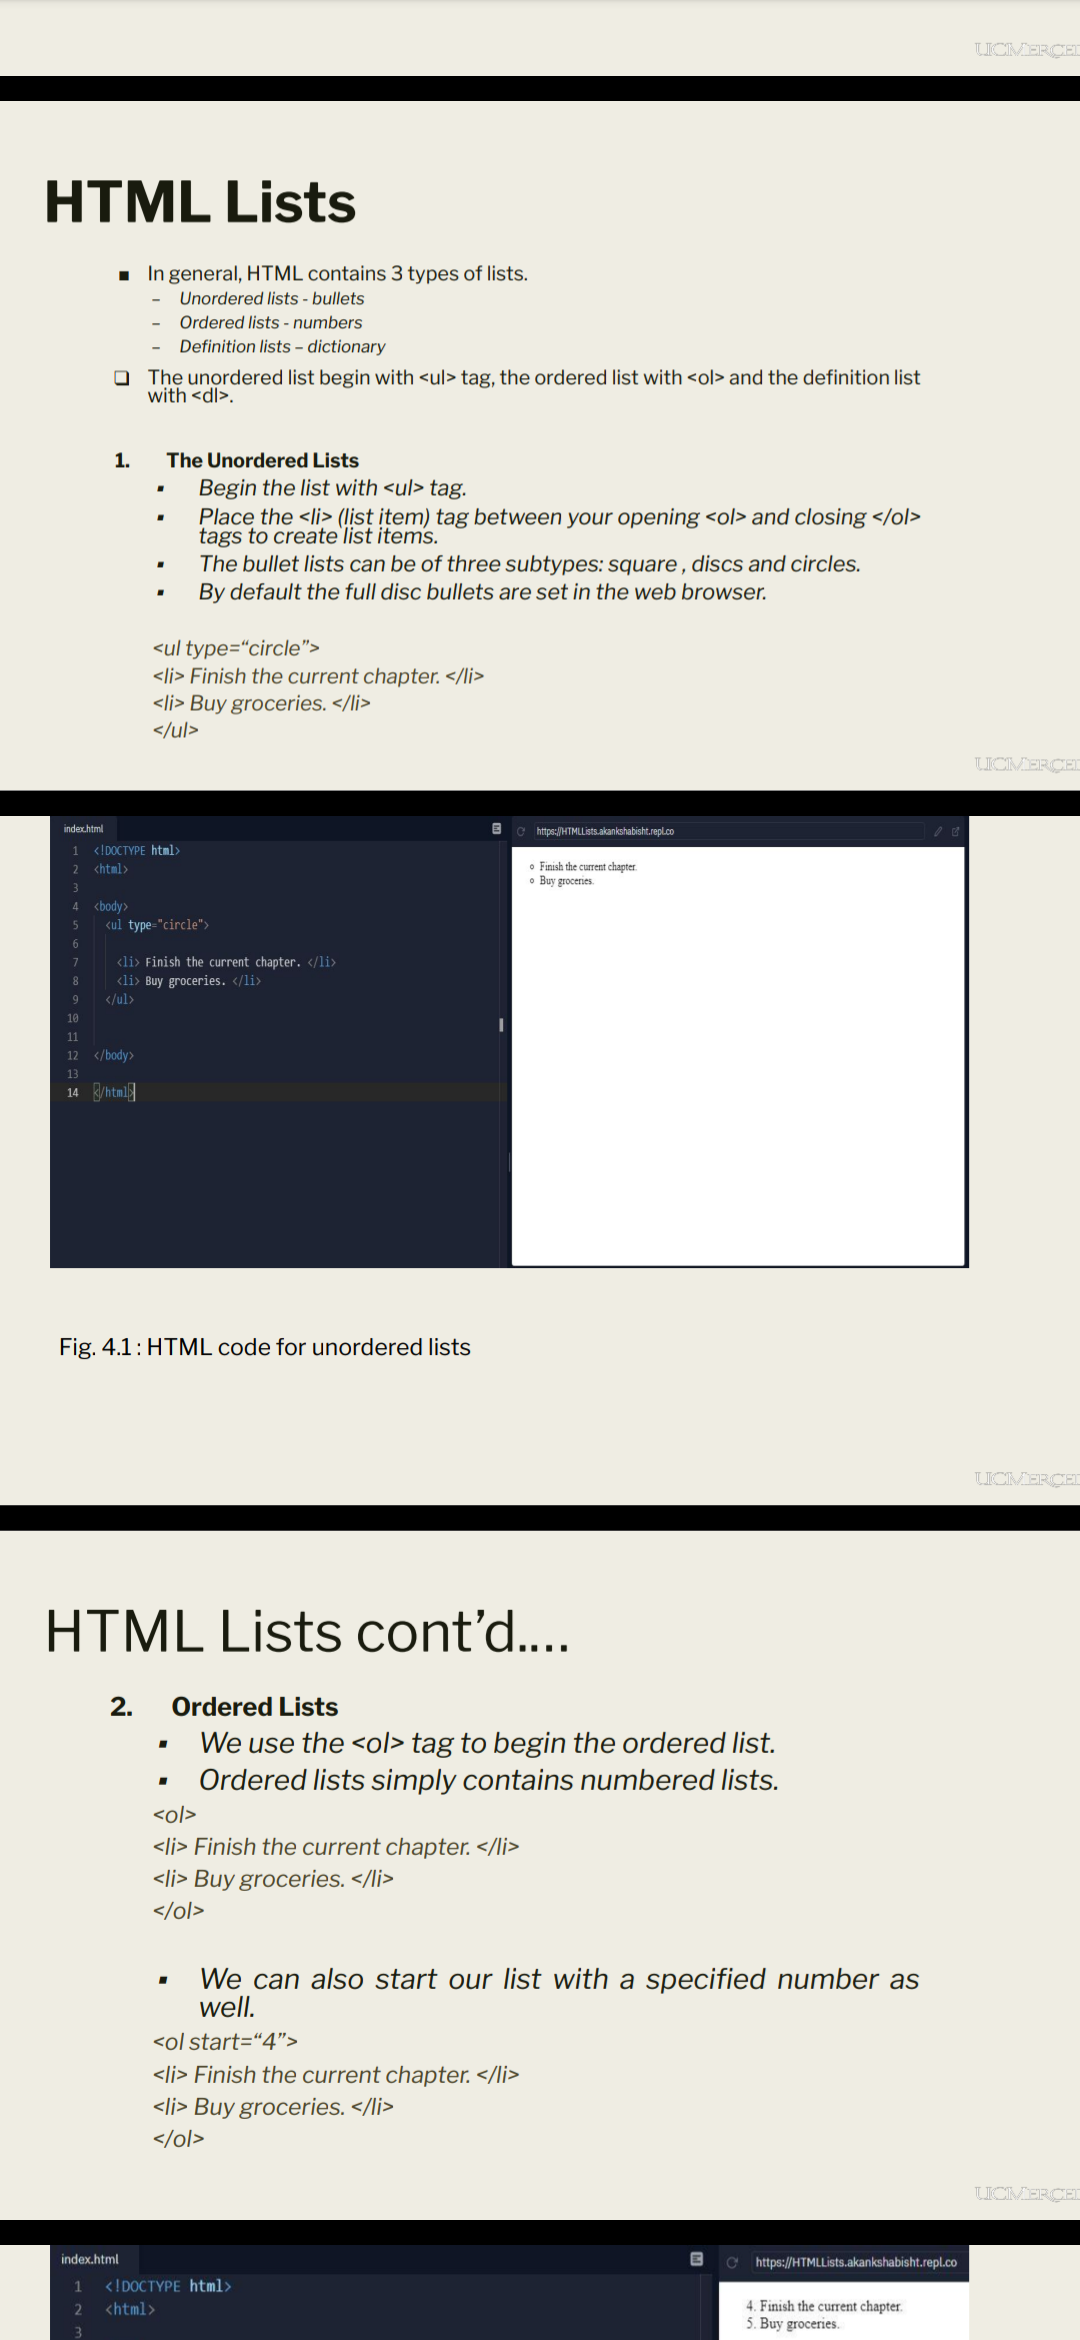 UCMERCED
HTML Lists
▪ In general, HTML contains 3 types of lists.
– Unordered lists - bullets
– Ordered lists - numbers
– Definition lists – dictionary
❑ The unordered list begin with <ul> tag, the ordered list with <ol> and the definition list
with <dl>.
1. The Unordered Lists
▪ Begin the list with <ul> tag.
▪ Place the <li> (list item) tag between your opening <ol> and closing </ol>
tags to create list items.
▪ The bullet lists can be of three subtypes: square , discs and circles.
▪ By default the full disc bullets are set in the web browser.
<ul type=“circle”>
<li> Finish the current chapter. </li>
<li> Buy groceries. </li>
</ul>
UCMERCED
index.html
1 <!DOCTYPE html>
2 <html>
3
4 <body>
5 <ul type="circle">
6
7 <li> Finish the current chapter. </li>
8 <li> Buy groceries. </li>
9 </ul>
10
11
12 </body>
13
14 </html>
https://HTMLLists.akankshabisht.repl.co
Finish the current chapter.
Buy groceries.
Fig. 4.1 : HTML code for unordered lists
UCMERCED
HTML Lists cont’d....
2. Ordered Lists
▪ We use the <ol> tag to begin the ordered list.
▪ Ordered lists simply contains numbered lists.
<ol>
<li> Finish the current chapter. </li>
<li> Buy groceries. </li>
</ol>
▪ We can also start our list with a specified number as
well.
<ol start=“4”>
<li> Finish the current chapter. </li>
<li> Buy groceries. </li>
</ol>
UCMERCED
index.html
1 <!DOCTYPE html>
2 <html>
3
https://HTMLLists.akankshabisht.repl.co
4. Finish the current chapter.
5. Buy groceries.